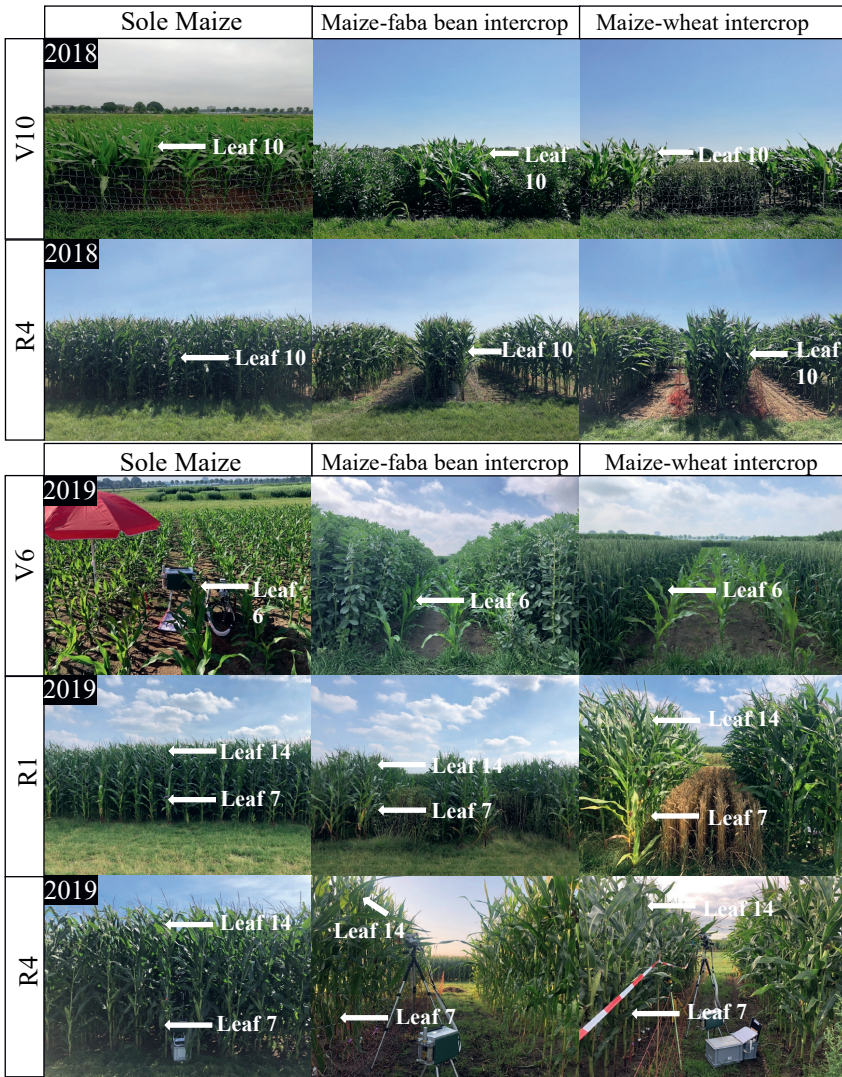 Sole Maize
Maize-faba bean intercrop
Maize-wheat intercrop
V10
2018
Leaf 10
Leaf
10
Leaf 10
R4
2018
Leaf 10
Leaf 10
Leaf
10
Sole Maize
Maize-faba bean intercrop
Maize-wheat intercrop
V6
2019
Leaf
6
Leaf 6
Leaf 6
R1
2019
Leaf 14
Leaf 7
Leaf 14
Leaf 7
Leaf 14
Leaf 7
R4
2019
Leaf 14
Leaf 7
Leaf 14
Leaf 7
Leaf 14
Leaf 7